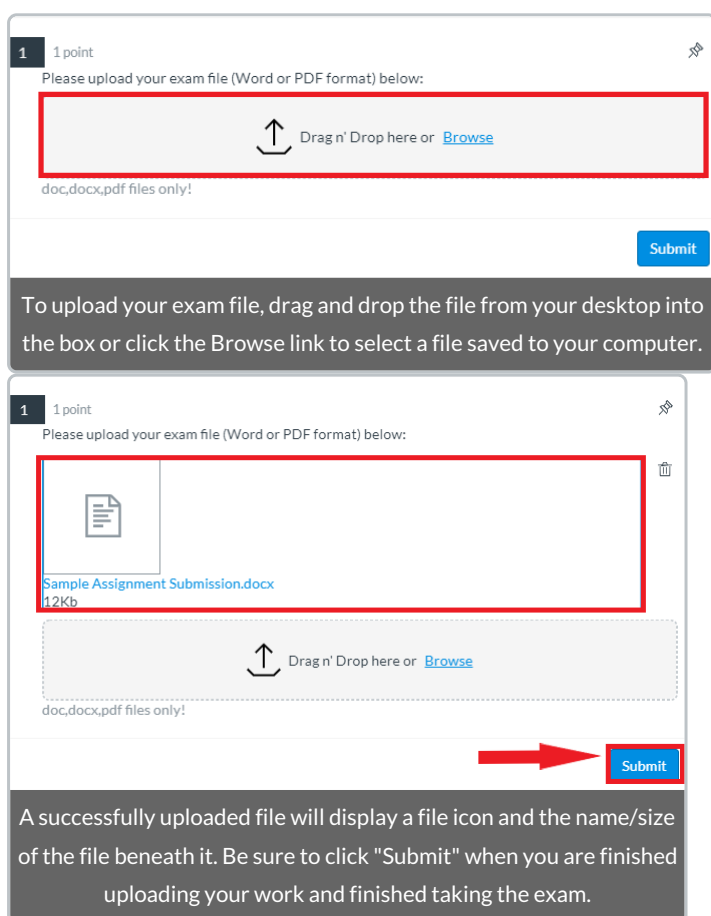 1 1 point
Please upload your exam file (Word or PDF format) below:
Drag n' Drop here or Browse
doc,docx,pdf files only!
Submit
To upload your exam file, drag and drop the file from your desktop into
the box or click the Browse link to select a file saved to your computer.
1 1 point
Please upload your exam file (Word or PDF format) below:
Sample Assignment Submission.docx
12Kb
Drag n' Drop here or Browse
doc,docx,pdf files only!
Submit
A successfully uploaded file will display a file icon and the name/size
of the file beneath it. Be sure to click "Submit" when you are finished
uploading your work and finished taking the exam.